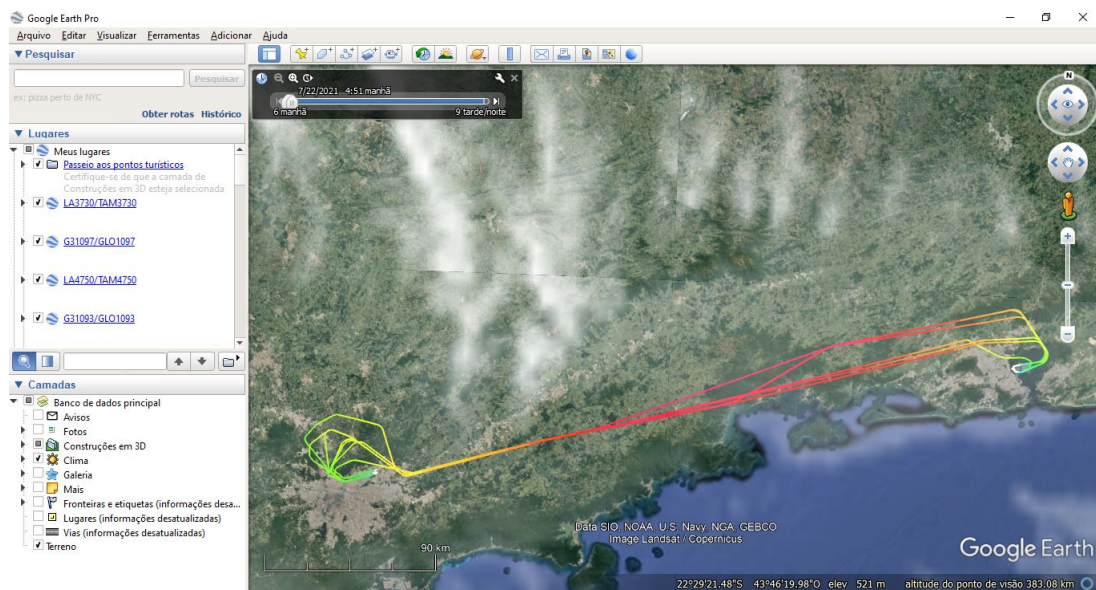 Google Earth Pro
Arquivo Editar Visualizar Ferramentas Adicionar Ajuda
Pesquisar
Pesquisar
ex: pizza perto de NYC
Obter rotas Histórico
Lugares
Meus lugares
Passeio aos pontos turísticos
Certifique-se de que a camada de
Construções em 3D esteja selecionada
LA3730/TAM3730
G31097/GLO1097
LA4750/TAM4750
G31093/GLO1093
Camadas
Banco de dados principal
Avisos
Fotos
Construções em 3D
Clima
Galeria
Mais
Fronteiras e etiquetas (informações desa...
Lugares (informações desatualizadas)
Vias (informações desatualizadas)
Terreno
7/22/2021 4:51 manhã
6 manhã 9 tarde/noite
N
Data SIO, NOAA, U.S. Navy, NGA, GEBCO
Image Landsat / Copernicus
90 km
Google Earth
22°29'21.48"S 43°46'19.98"O elev 521 m altitude do ponto de visão 383.08 km